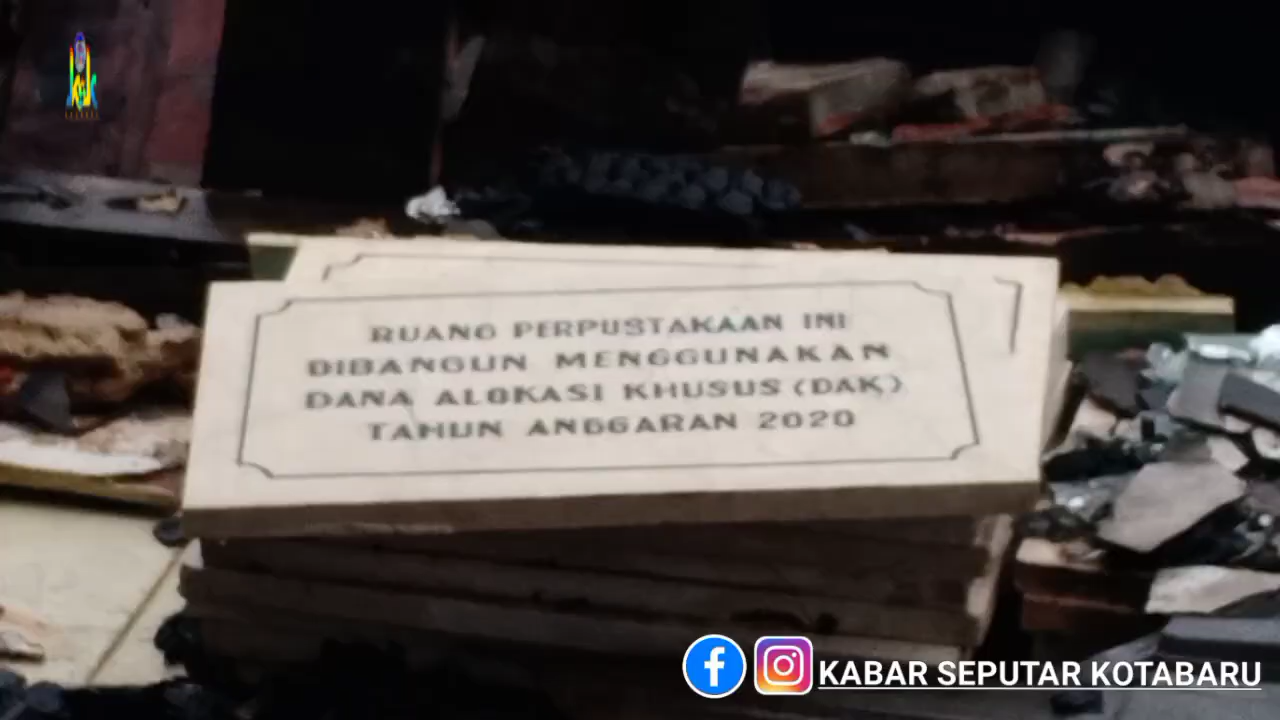 RUANG PERPUSTAKAAN INI
DIBANGUN MENGGUNAKAN
DANA ALOKASI KHUSUS (DAK)
TAHUN ANGGARAN 2020
KABAR SEPUTAR KOTABARU